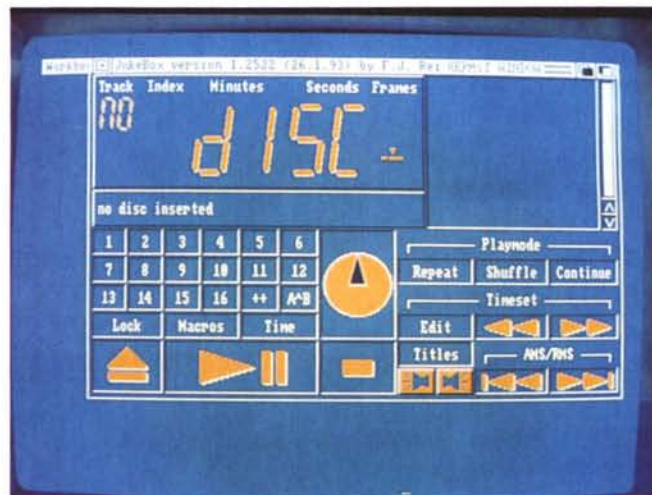 JukeBox version 1.2522 (26.1.93) by F.J.
Track Index Minutes Seconds Frames
no disc
no disc inserted
1 2 3 4 5 6
7 8 9 10 11 12
13 14 15 16 ++ A^B
Lock Macros Time
Playmode
Repeat Shuffle Continue
Timeset
Edit
Titles AMS/RMS